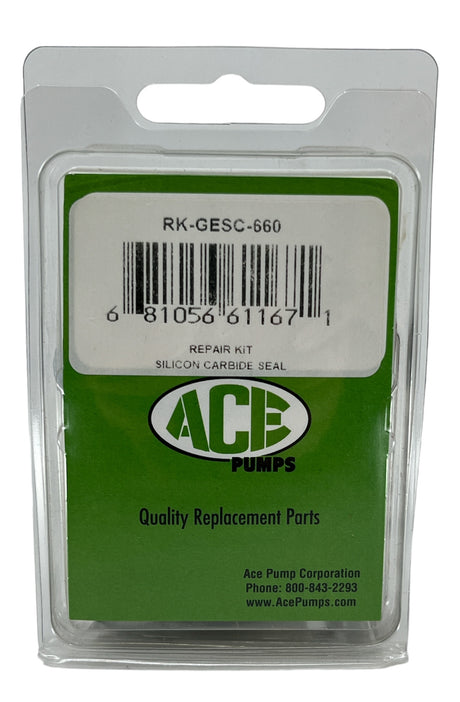 RK-GESC-660
6 81056 61167 1
REPAIR KIT
SILICON CARBIDE SEAL
ACE
PUMPS
Quality Replacement Parts
Ace Pump Corporation
Phone: 800-843-2293
www.AcePumps.com